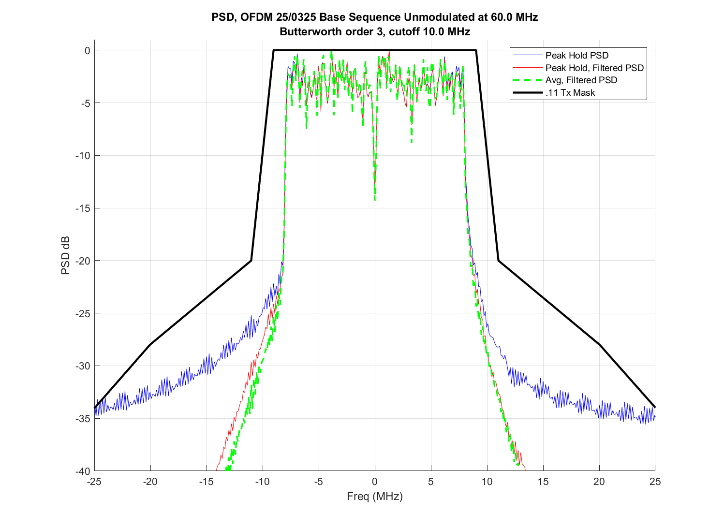 PSD, OFDM 25/0325 Base Sequence Unmodulated at 60.0 MHz
Butterworth order 3, cutoff 10.0 MHz
Peak Hold PSD
Peak Hold, Filtered PSD
Avg, Filtered PSD
.11 Tx Mask
PSD dB
0
-5
-10
-15
-20
-25
-30
-35
-40
-25
-20
-15
-10
-5
0
5
10
15
20
25
Freq (MHz)